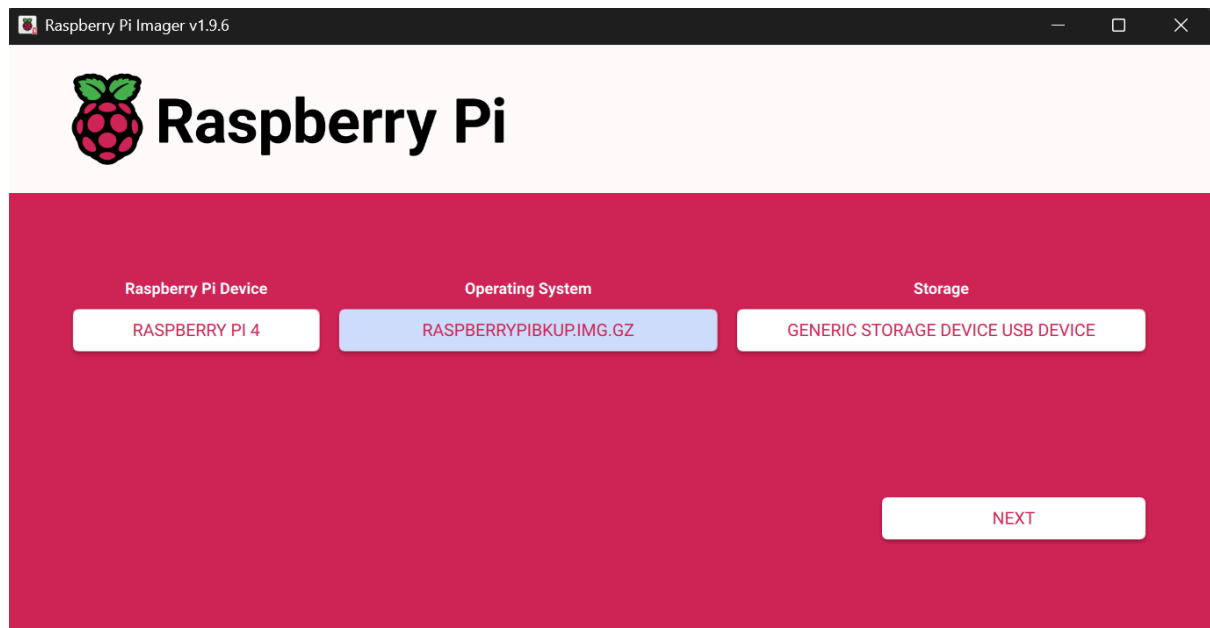 Raspberry Pi Imager v1.9.6
Raspberry Pi
Raspberry Pi Device
Operating System
Storage
RASPBERRY PI 4
RASPBERRYPIBKUP.IMG.GZ
GENERIC STORAGE DEVICE USB DEVICE
NEXT